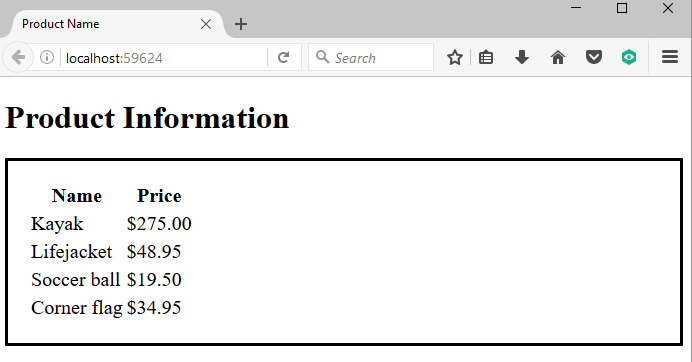 Product Name
localhost:59624
Search
Product Information
Name Price
Kayak $275.00
Lifejacket $48.95
Soccer ball $19.50
Corner flag $34.95